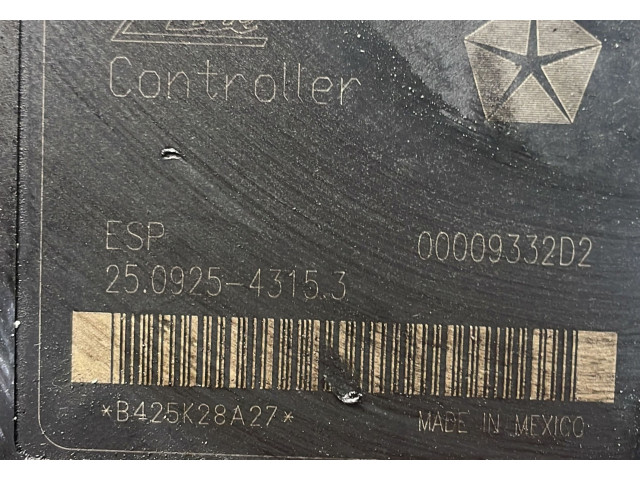 Controller
ESP 00009332D2
25.0925-4315.3
*B425K28A27* MADE IN MEXICO